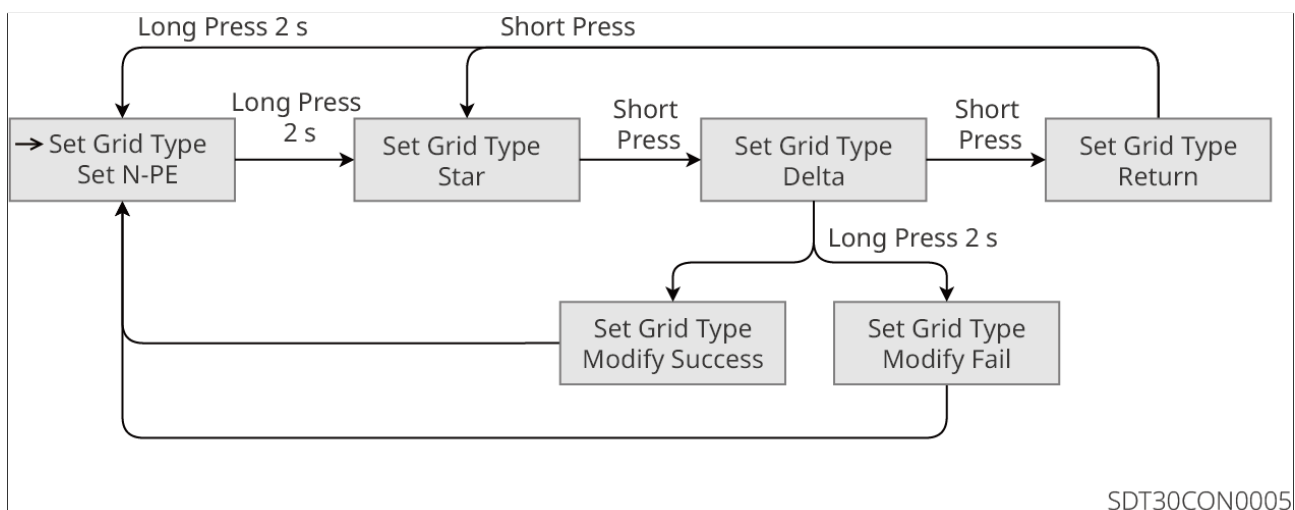 Long Press 2 s
Short Press
Long Press
2 s
Short
Press
Short
Press
Set Grid Type
Set N-PE
Set Grid Type
Star
Set Grid Type
Delta
Set Grid Type
Return
Long Press 2 s
Set Grid Type
Modify Success
Set Grid Type
Modify Fail
SDT30CON0005